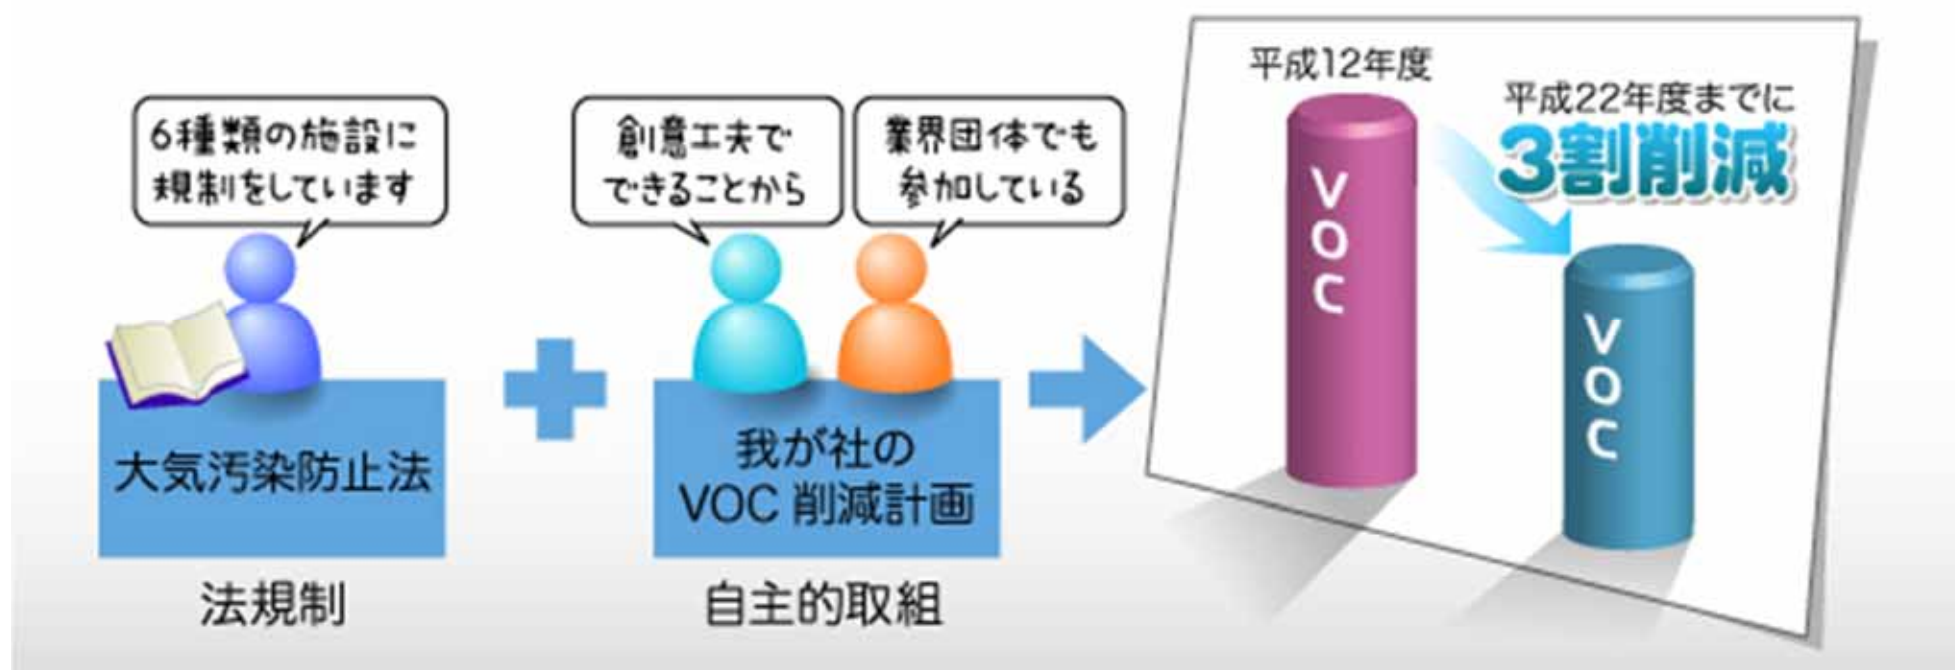 6種類の施設に
規制をしています
大気汚染防止法
法規制
創意工夫で
できることから
業界団体でも
参加している
我が社の
VOC 削減計画
自主的取組
平成12年度
VOC
平成22年度までに
3割削減
VOC